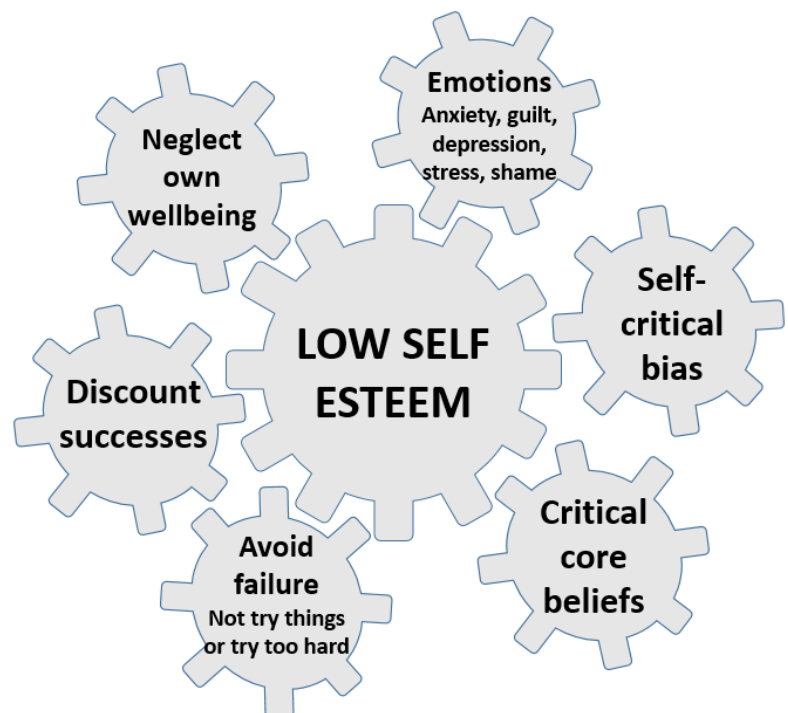 Emotions
Anxiety, guilt,
depression,
stress, shame
Neglect
own
wellbeing
Self-
critical
bias
LOW SELF
ESTEEM
Discount
successes
Critical
core
beliefs
Avoid
failure
Not try things
or try too hard